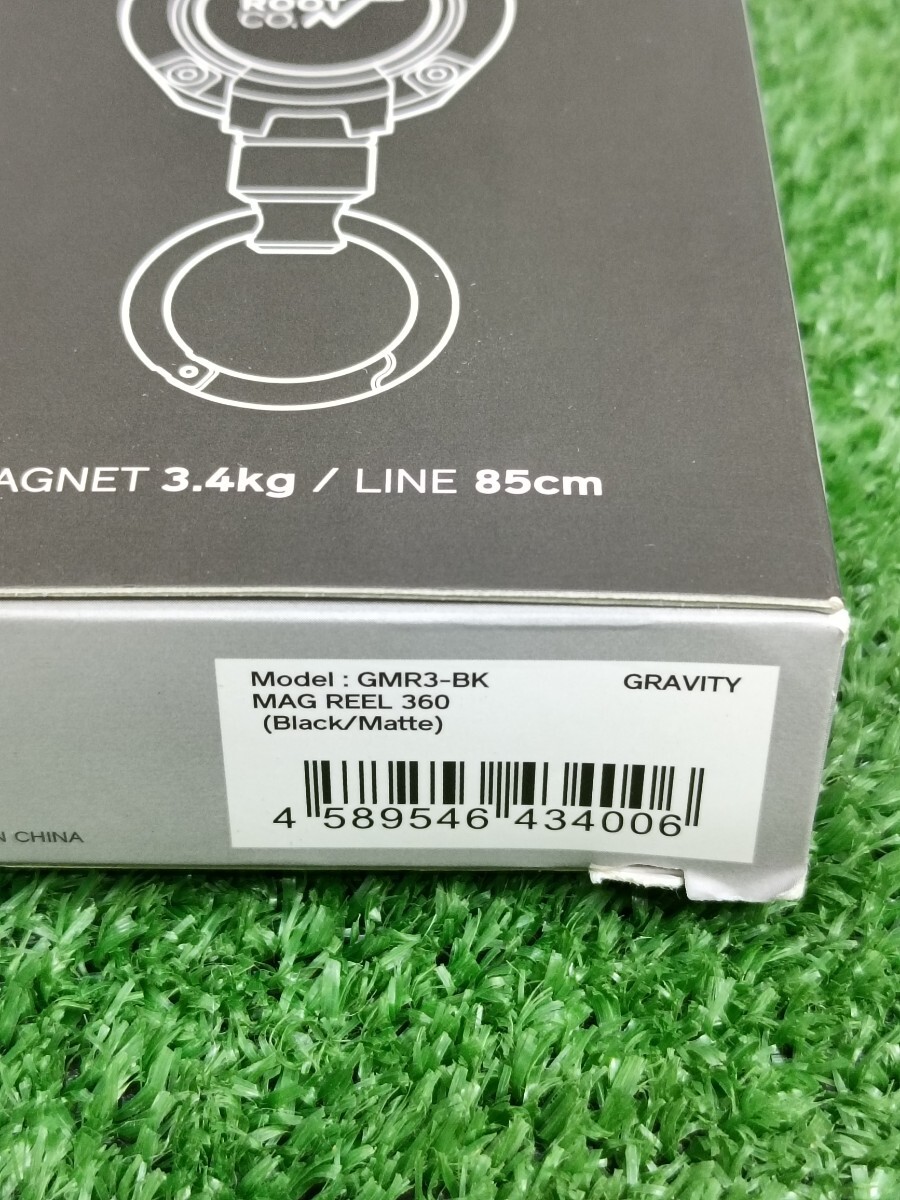 ROOT
CO.
AGNET 3.4kg / LINE 85cm
Model : GMR3-BK
GRAVITY
MAG REEL 360
(Black/Matte)
4 589546 434006
N CHINA